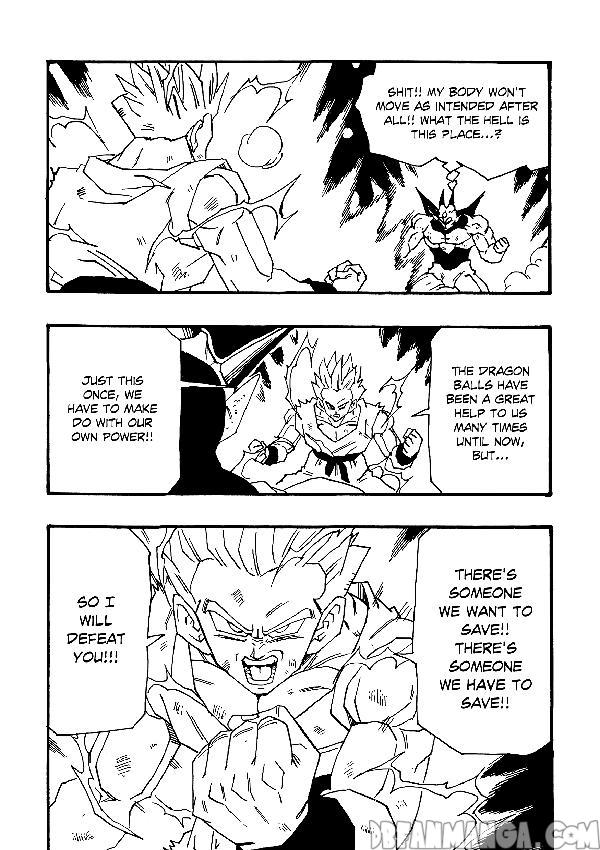 SHIT!! MY BODY WON'T
MOVE AS INTENDED AFTER
ALL!! WHAT THE HELL IS
THIS PLACE...?
THE DRAGON
BALLS HAVE
BEEN A GREAT
HELP TO US
MANY TIMES
UNTIL NOW,
BUT...
JUST THIS
ONCE, WE
HAVE TO MAKE
DO WITH OUR
OWN POWER!!
THERE'S
SOMEONE
WE WANT TO
SAVE!!
THERE'S
SOMEONE
WE HAVE TO
SAVE!!
SO I
WILL
DEFEAT
YOU!!!
DBFANMANGA.COM